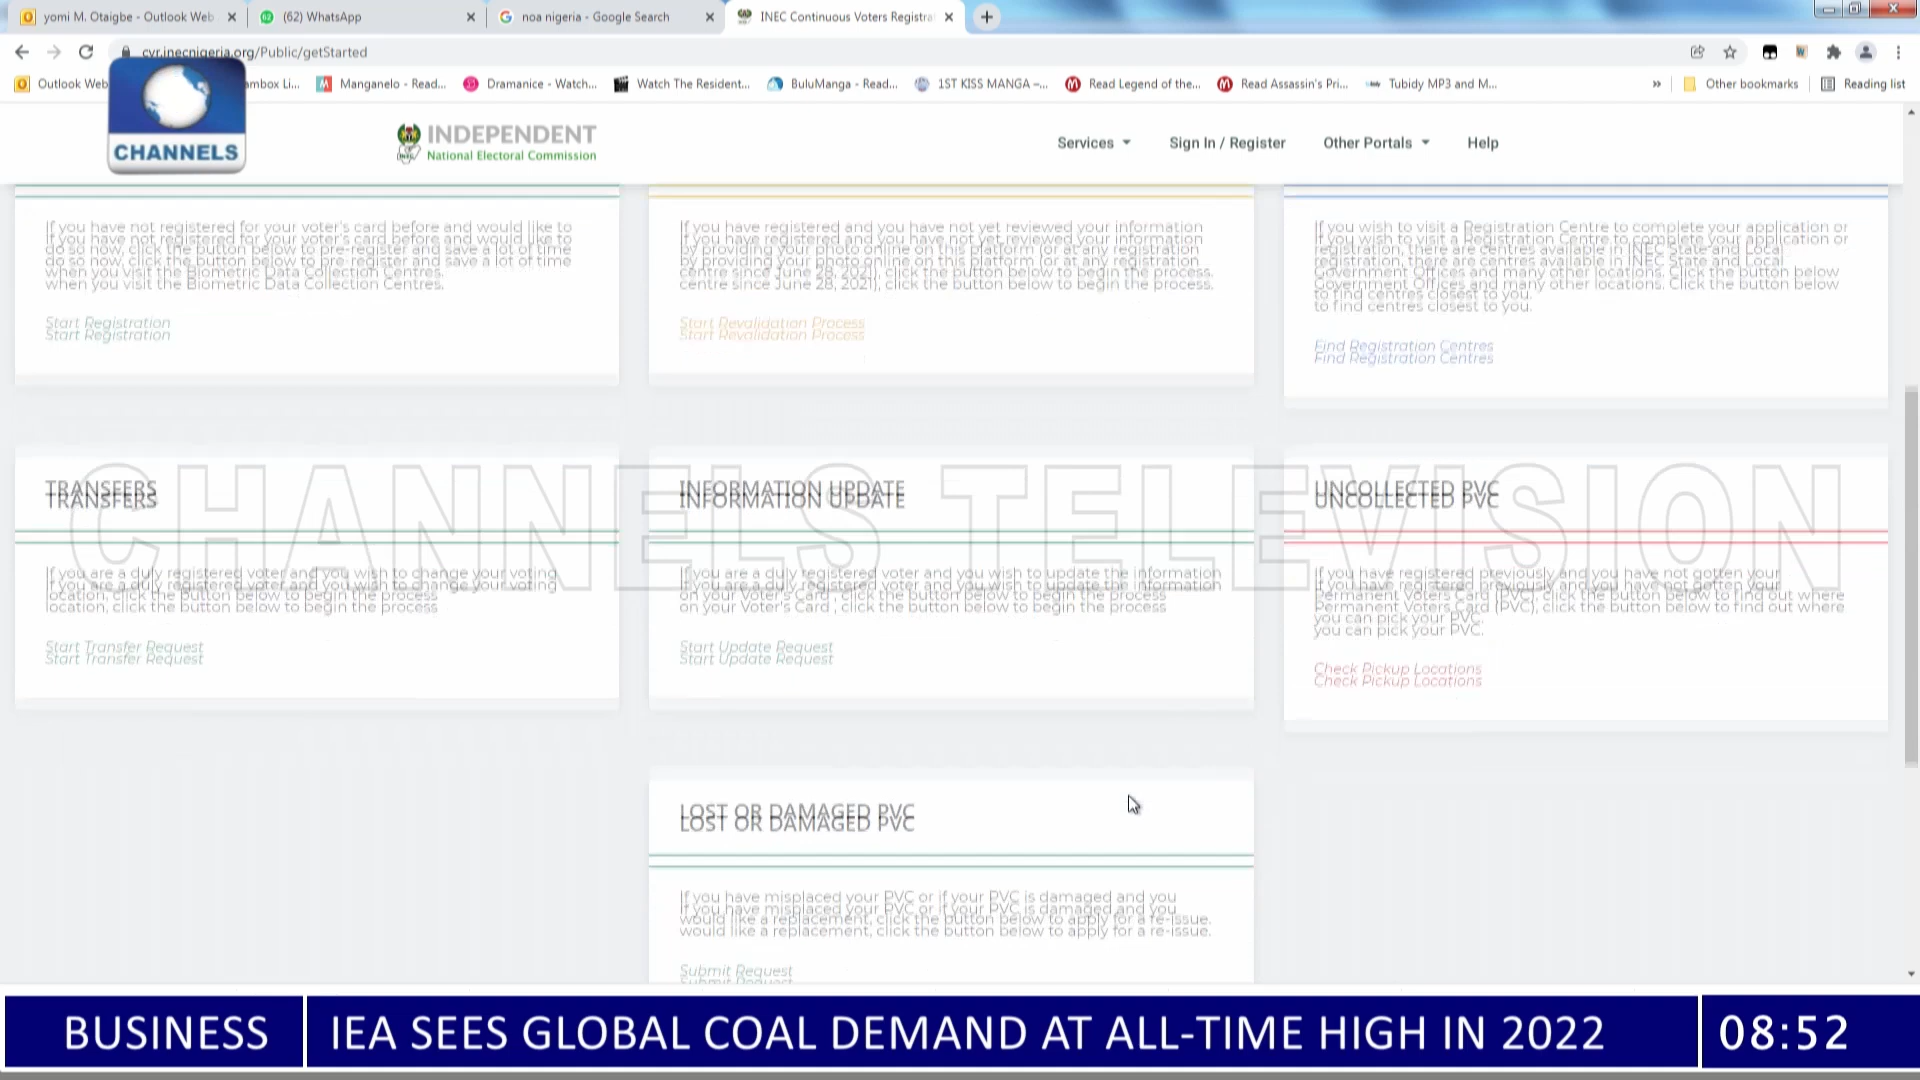 yomi M. Otaigbe - Outlook Web
(62) WhatsApp
noa nigeria - Google Search
INEC Continuous Voters Registra
cvr.inecnigeria.org/Public/getStarted
Outlook Web
mbox Li...
Manganelo - Read...
Dramanice - Watch...
Watch The Resident...
BuluManga - Read...
1ST KISS MANGA –...
Read Legend of the...
Read Assassin's Pri...
Tubidy MP3 and M...
Other bookmarks
Reading list
CHANNELS
INDEPENDENT
National Electoral Commission
Services
Sign In / Register
Other Portals
Help
If you have not registered for your voter's card before and would like to
do so now, click the button below to pre-register and save a lot of time
when you visit the Biometric Data Collection Centres.
Start Registration
If you have registered and you have not yet reviewed your information
by providing your photo online on this platform (or at any registration
centre since June 28, 2021), click the button below to begin the process.
Start Revalidation Process
If you wish to visit a Registration Centre to complete your application or
registration, there are centres available in INEC State and Local
Government Offices and many other locations. Click the button below
to find centres closest to you.
Find Registration Centres
CHANNELS TELEVISION
TRANSFERS
If you are a duly registered voter and you wish to change your voting
location, click the button below to begin the process
Start Transfer Request
INFORMATION UPDATE
If you are a duly registered voter and you wish to update the information
on your Voter's Card , click the button below to begin the process
Start Update Request
UNCOLLECTED PVC
If you have registered previously and you have not gotten your
Permanent Voters Card (PVC), click the button below to find out where
you can pick your PVC.
Check Pickup Locations
LOST OR DAMAGED PVC
If you have misplaced your PVC or if your PVC is damaged and you
would like a replacement, click the button below to apply for a re-issue.
Submit Request
BUSINESS
IEA SEES GLOBAL COAL DEMAND AT ALL-TIME HIGH IN 2022
08:52